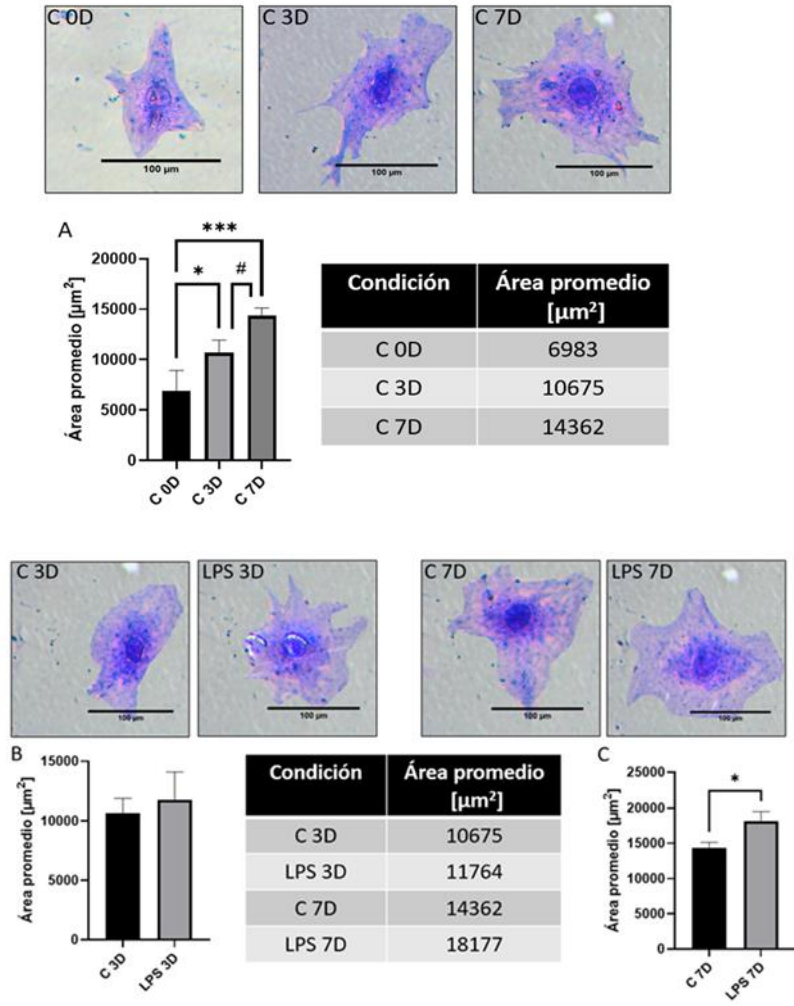 C 0D
C 3D
C 7D
100 µm
100 µm
100 µm
A
Área promedio [µm²]
20000
15000
10000
5000
0
***
*
#
C 0D
C 3D
C 7D
Condición Área promedio
[µm²]
C 0D 6983
C 3D 10675
C 7D 14362
C 3D
LPS 3D
C 7D
LPS 7D
100 µm
100 µm
100 µm
100 µm
B
Área promedio [µm²]
15000
10000
5000
0
C 3D
LPS 3D
Condición Área promedio
[µm²]
C 3D 10675
LPS 3D 11764
C 7D 14362
LPS 7D 18177
C
Área promedio [µm²]
25000
20000
15000
10000
5000
0
*
C 7D
LPS 7D